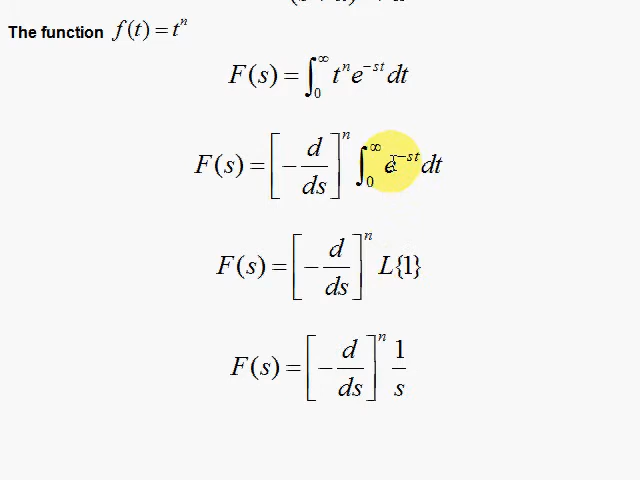 The function f(t) = t^n
F(s) = ∫_0^∞ t^n e^{-st} dt
F(s) = [-d/ds]^n ∫_0^∞ e^{-st} dt
F(s) = [-d/ds]^n L{1}
F(s) = [-d/ds]^n 1/s